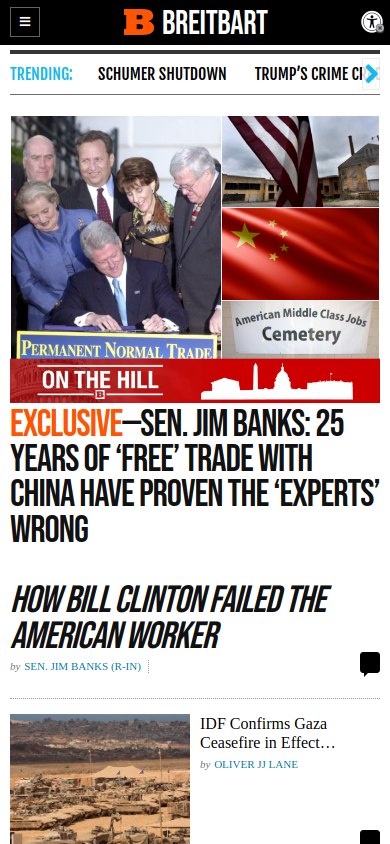 BREITBART
TRENDING:
SCHUMER SHUTDOWN
TRUMP'S CRIME
American Middle Class Jobs
Cemetery
PERMANENT NORMAL TRADE
ON THE HILL
B
EXCLUSIVE—SEN. JIM BANKS: 25
YEARS OF ‘FREE’ TRADE WITH
CHINA HAVE PROVEN THE ‘EXPERTS’
WRONG
HOW BILL CLINTON FAILED THE
AMERICAN WORKER
by SEN. JIM BANKS (R-IN)
IDF Confirms Gaza
Ceasefire in Effect…
by OLIVER JJ LANE